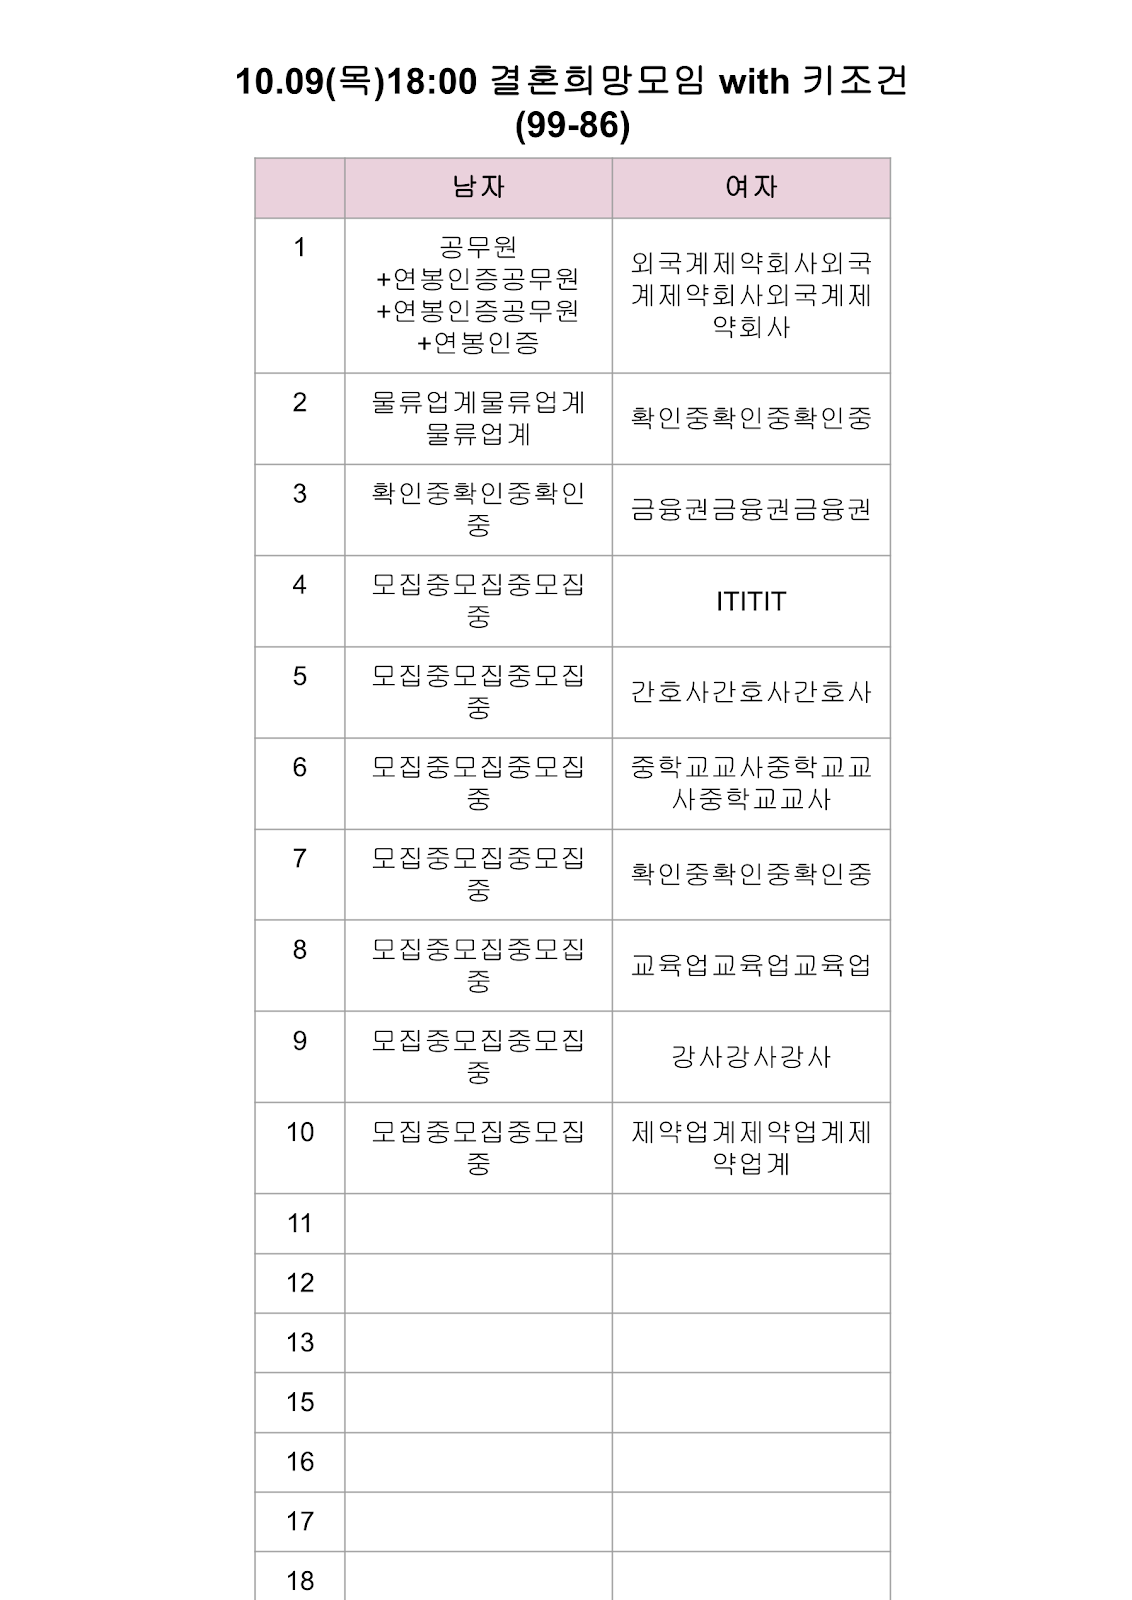 10.09(목)18:00 결혼희망모임 with 키조건
(99-86)
남자 여자
1
공무원
+연봉인증공무원
+연봉인증공무원
+연봉인증
외국계제약회사외국
계제약회사외국계제
약회사
2
물류업계물류업계
물류업계
확인중확인중확인중
3
확인중확인중확인
중
금융권금융권금융권
4
모집중모집중모집
중
ITITIT
5
모집중모집중모집
중
간호사간호사간호사
6
모집중모집중모집
중
중학교교사중학교교
사중학교교사
7
모집중모집중모집
중
확인중확인중확인중
8
모집중모집중모집
중
교육업교육업교육업
9
모집중모집중모집
중
강사강사강사
10
모집중모집중모집
중
제약업계제약업계제
약업계
11
12
13
15
16
17
18